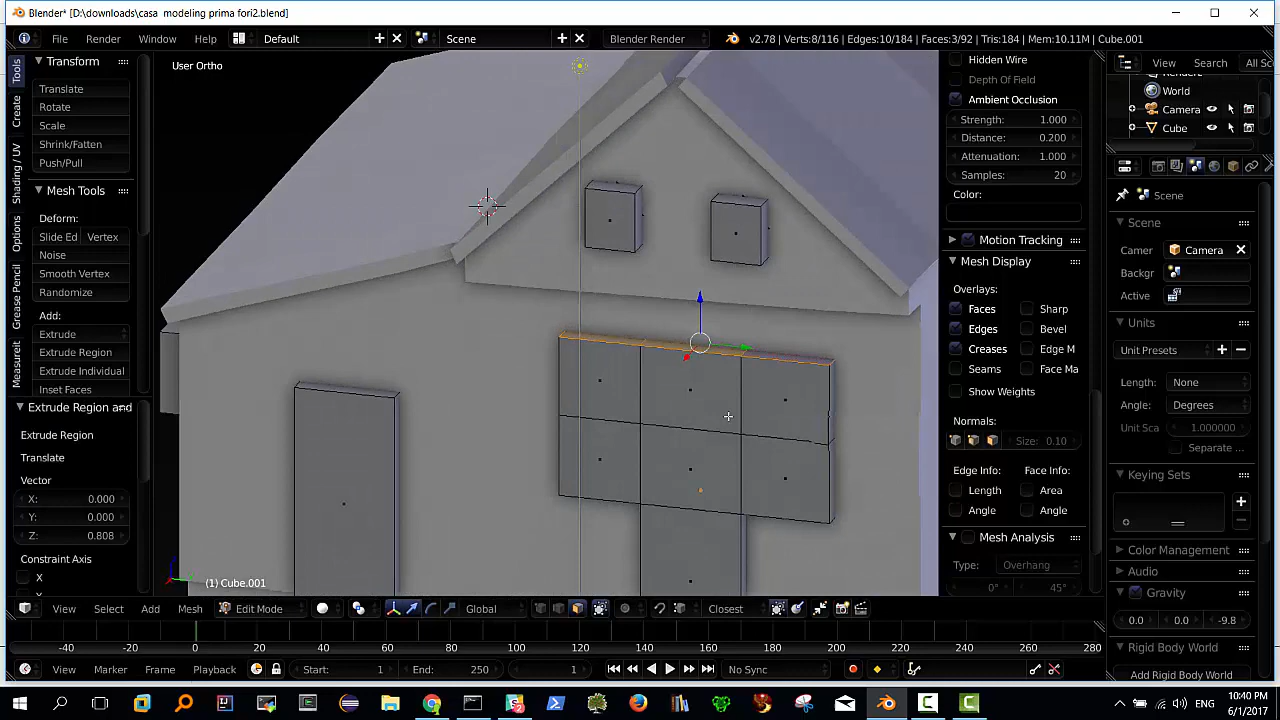 Blender* [D:\downloads\casa modeling prima fori2.blend]
File Render Window Help Default Scene Blender Render v2.78 | Verts:8/116 | Edges:10/184 | Faces:3/92 | Tris:184 | Mem:10.11M | Cube.001
Tools
Create
Shading / UV
Options
Grease Pencil
Measurit
Transform
Translate
Rotate
Scale
Shrink/Fatten
Push/Pull
Mesh Tools
Deform:
Slide Ed Vertex
Noise
Smooth Vertex
Randomize
Add:
Extrude
Extrude Region
Extrude Individual
Inset Faces
Extrude Region and
Extrude Region
Translate
Vector
X: 0.000
Y: 0.000
Z: 0.808
Constraint Axis
X
User Ortho
(1) Cube.001
Hidden Wire
Depth Of Field
Ambient Occlusion
Strength: 1.000
Distance: 0.200
Attenuation: 1.000
Samples: 20
Color:
Motion Tracking
Mesh Display
Overlays:
Faces Sharp
Edges Bevel
Creases Edge M
Seams Face Ma
Show Weights
Normals:
Size: 0.10
Edge Info: Face Info:
Length Area
Angle Angle
Mesh Analysis
Type: Overhang
0° 45°
View Search All Sc
World
Camera
Cube
Scene
Scene
Camer Camera
Backgr
Active
Units
Unit Presets
Length: None
Angle: Degrees
Unit Sca 1.000000
Separate ...
Keying Sets
Color Management
Audio
Gravity
0.0 0.0 -9.8
Rigid Body World
Add Rigid Body World
View Select Add Mesh Edit Mode Global Closest
-40 -20 0 20 40 60 80 100 120 140 160 180 200 220 240 260 280
View Marker Frame Playback Start: 1 End: 250 1 No Sync
ENG
10:40 PM
6/1/2017